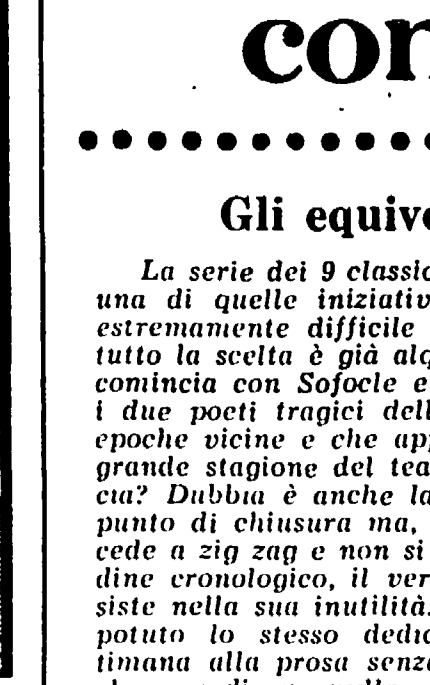 con
Gli equivo
La serie dei 9 classic
una di quelle iniziativ
estremamente difficile
tutto la scelta è già alq
comincia con Sofocle e
i due poeti tragici dell
epoche vicine e che app
grande stagione del tea
cia? Dubbia è anche la
punto di chiusura ma,
cede a zig zag e non si
dine cronologico, il ver
siste nella sua inutilità.
potuto lo stesso dedic
timana alla prosa senza